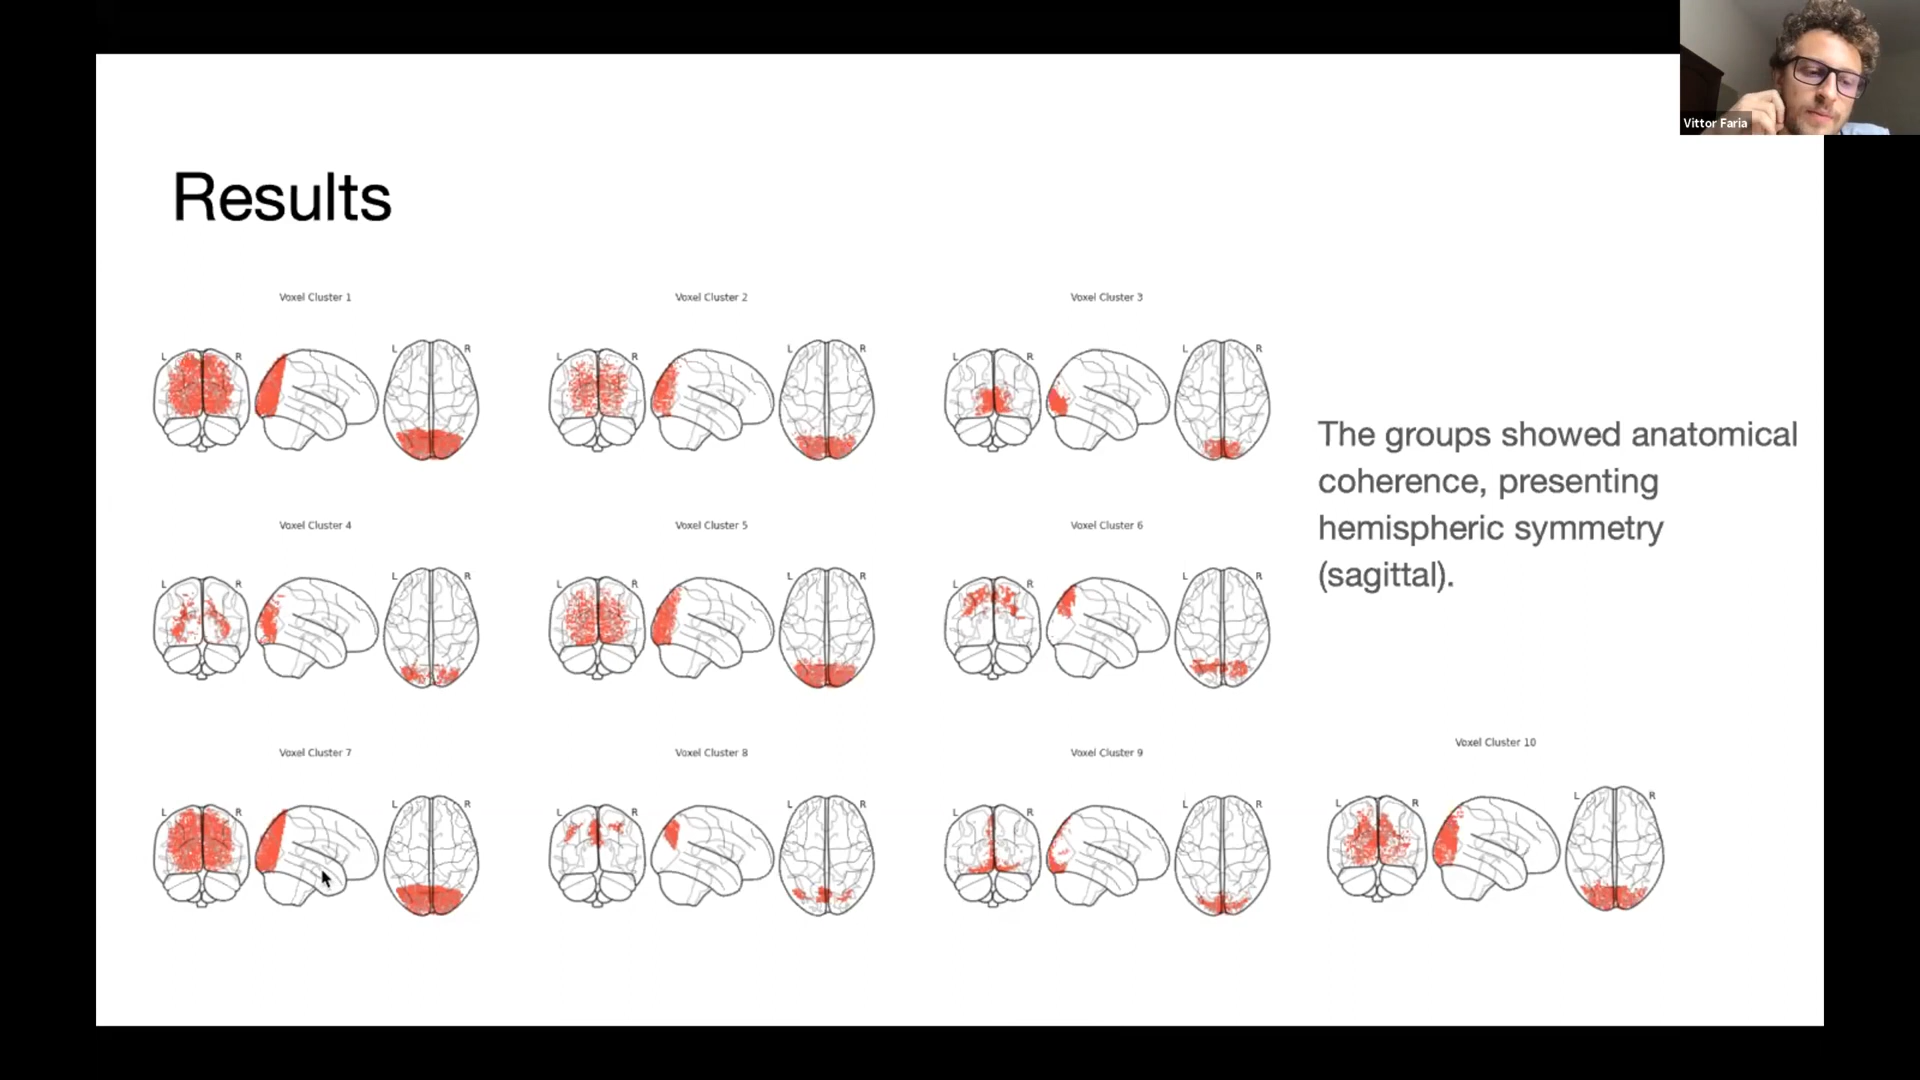 Vittor Faria
Results
Voxel Cluster 1
Voxel Cluster 2
Voxel Cluster 3
L R L R
L R L R
L R L R
The groups showed anatomical
coherence, presenting
hemispheric symmetry
(sagittal).
Voxel Cluster 4
Voxel Cluster 5
Voxel Cluster 6
L R L R
L R L R
L R L R
Voxel Cluster 7
Voxel Cluster 8
Voxel Cluster 9
Voxel Cluster 10
L R L R
L R L R
L R L R
L R L R